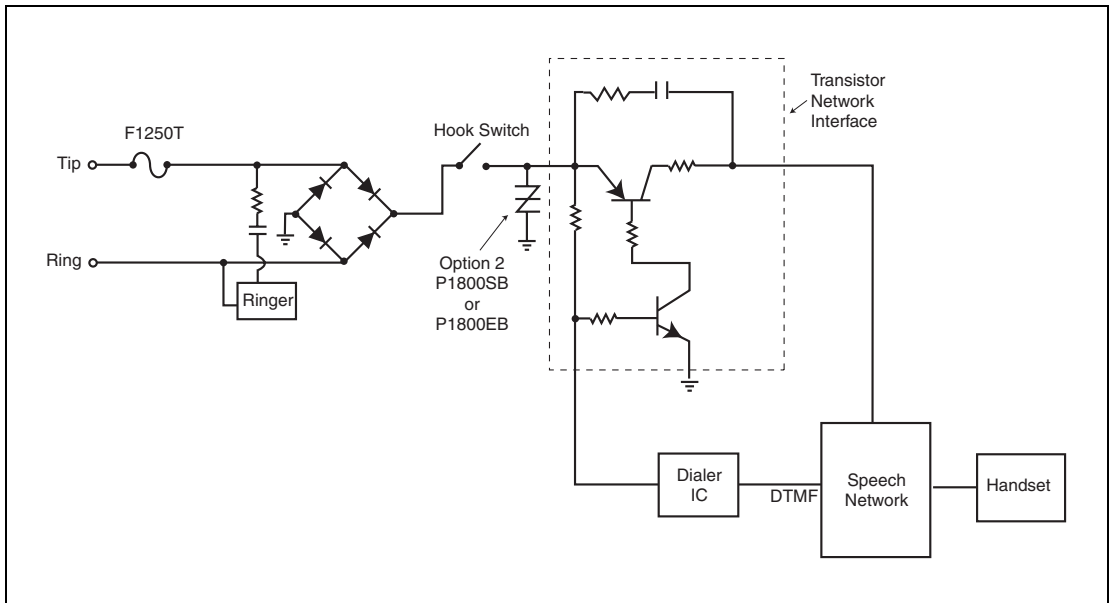 F1250T
Tip
Ring
Ringer
Hook Switch
Option 2
P1800SB
or
P1800EB
Transistor
Network
Interface
Dialer
IC
DTMF
Speech
Network
Handset